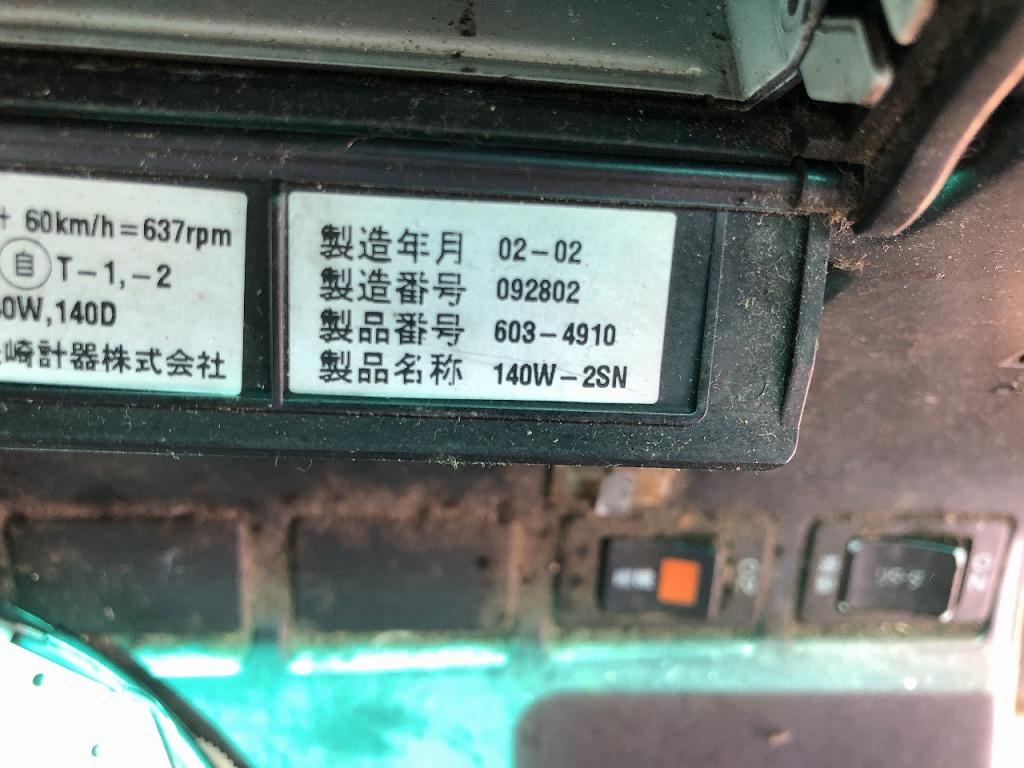 60km/h=637rpm
自 T-1,-2
0W,140D
崎計器株式会社
製造年月 02-02
製造番号 092802
製品番号 603-4910
製品名称 140W-2SN